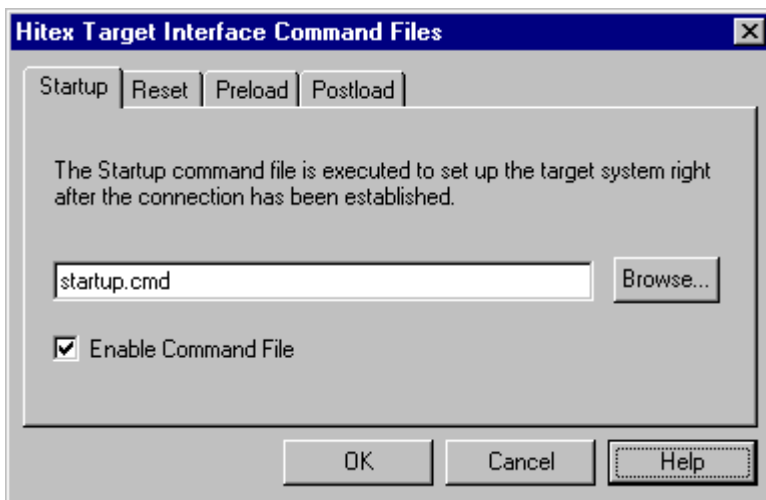 Hitex Target Interface Command Files
Startup Reset Preload Postload
The Startup command file is executed to set up the target system right
after the connection has been established.
startup.cmd Browse...
Enable Command File
OK Cancel Help